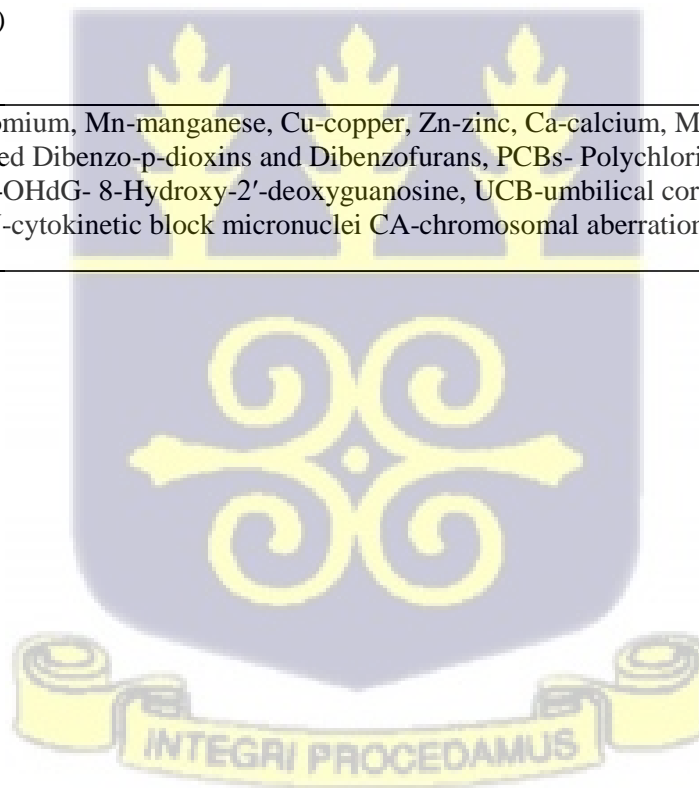 )
omium, Mn-manganese, Cu-copper, Zn-zinc, Ca-calcium, M
ed Dibenzo-p-dioxins and Dibenzofurans, PCBs- Polychlori
-OHdG- 8-Hydroxy-2′-deoxyguanosine, UCB-umbilical cor
-cytokinetic block micronuclei CA-chromosomal aberration
INTEGRI PROCEDAMUS